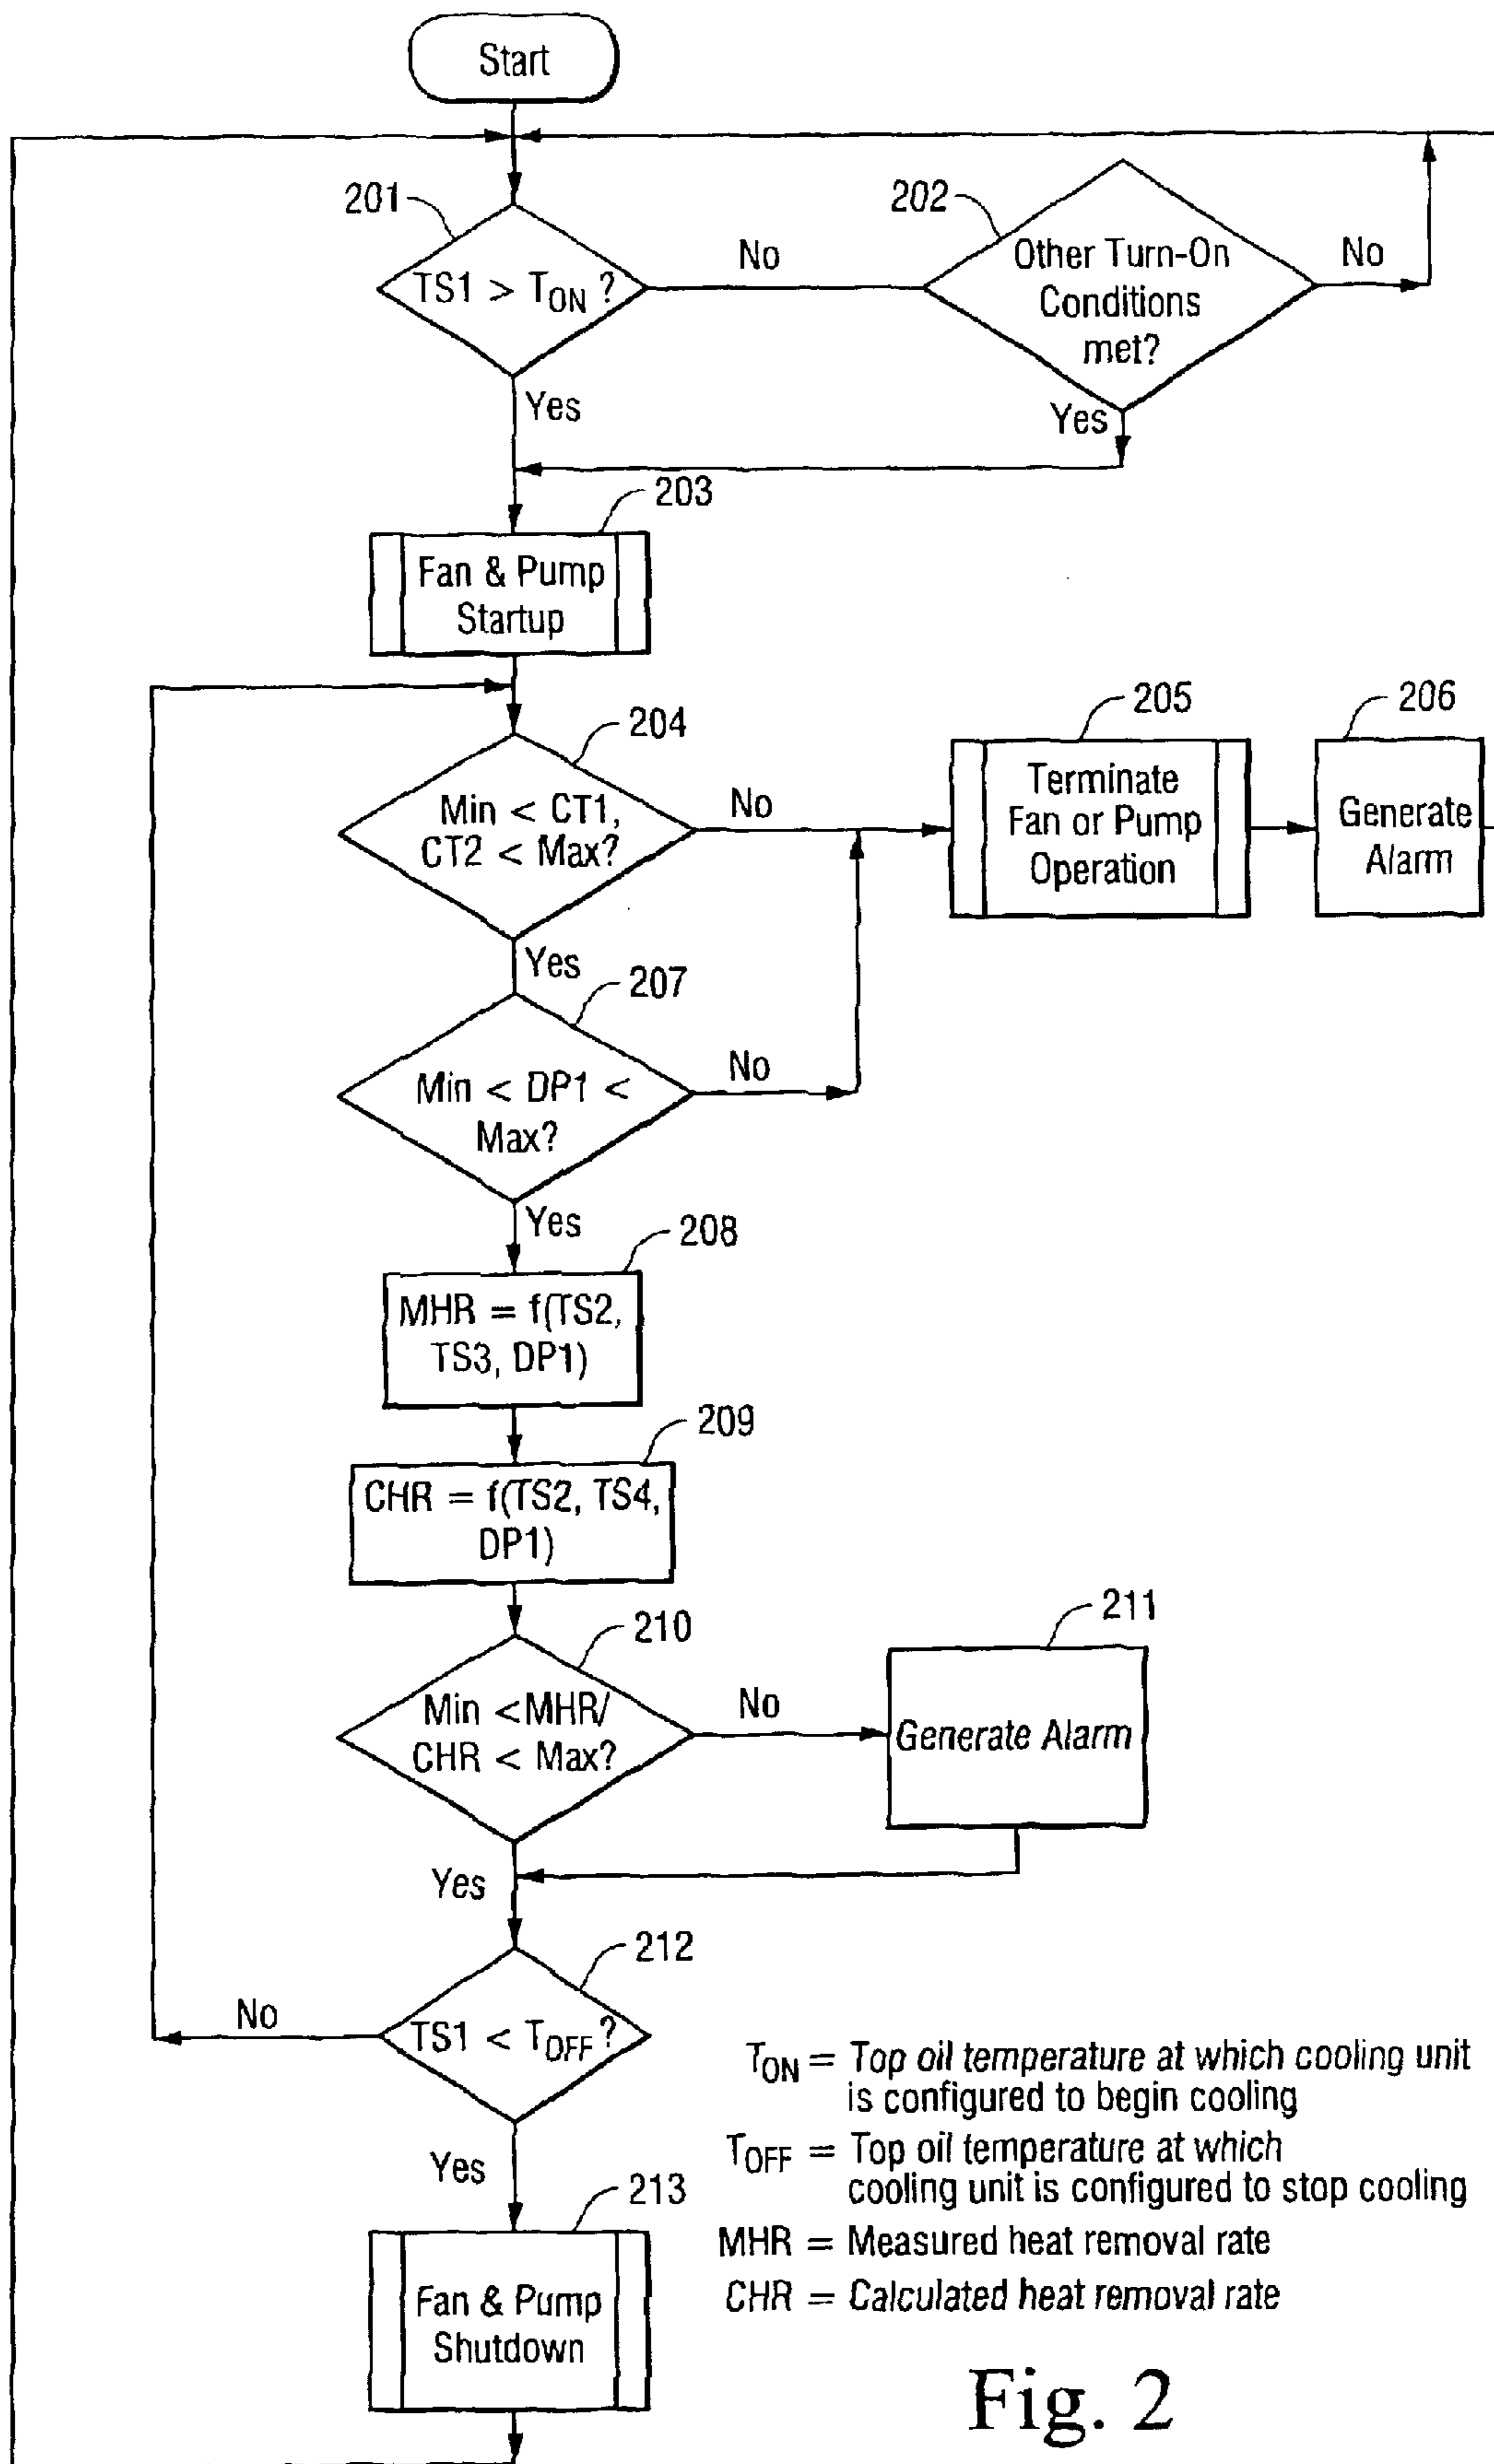 Start
201
TS1 > TON ?
No
202
Other Turn-On
Conditions
met?
No
Yes
Yes
203
Fan & Pump
Startup
204
Min < CT1,
CT2 < Max?
No
205
Terminate
Fan or Pump
Operation
206
Generate
Alarm
Yes
207
Min < DP1 <
Max?
No
Yes
208
MHR = f(TS2,
TS3, DP1)
209
CHR = f(TS2, TS4,
DP1)
210
Min <MHR/
CHR < Max?
No
211
Generate Alarm
Yes
212
TS1 < TOFF ?
No
Yes
213
Fan & Pump
Shutdown
TON = Top oil temperature at which cooling unit
is configured to begin cooling
TOFF = Top oil temperature at which
cooling unit is configured to stop cooling
MHR = Measured heat removal rate
CHR = Calculated heat removal rate
Fig. 2